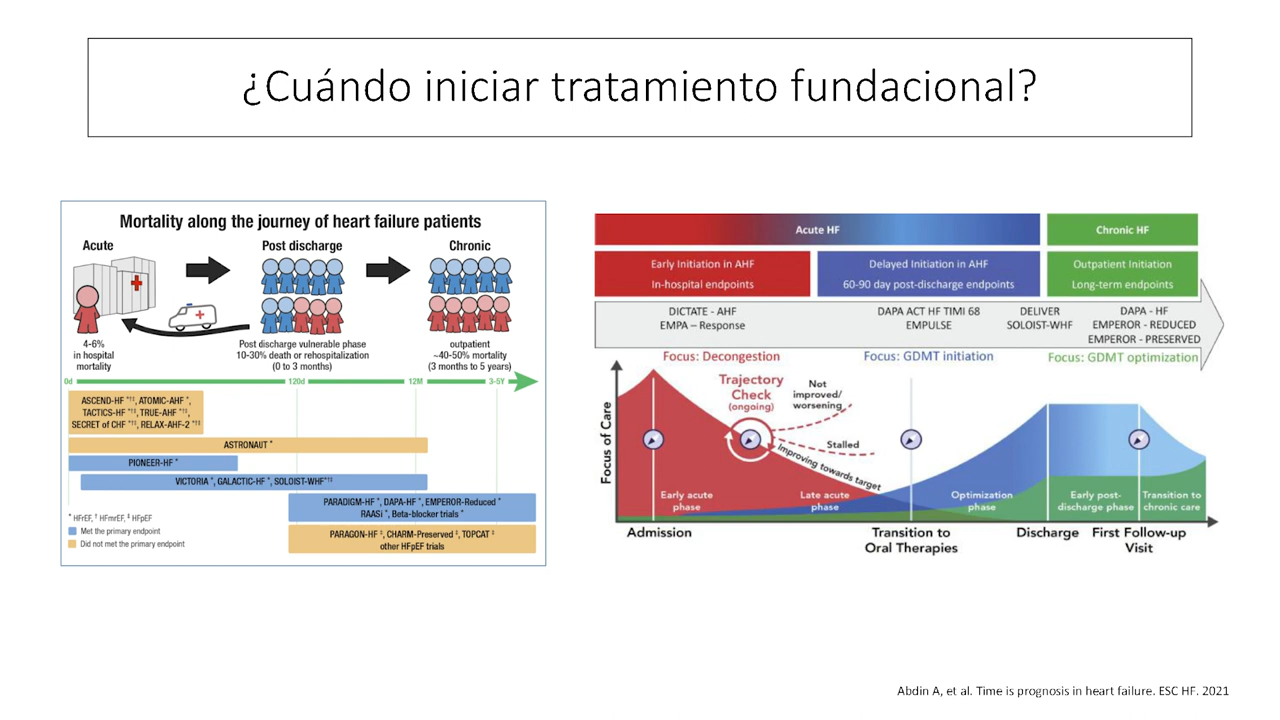 ¿Cuándo iniciar tratamiento fundacional?
Mortality along the journey of heart failure patients
Acute
Post discharge
Chronic
4-6%
in hospital
mortality
Post discharge vulnerable phase
10-30% death or rehospitalization
(0 to 3 months)
outpatient
~40-50% mortality
(3 months to 5 years)
0d
120d
12M
3-5Y
ASCEND-HF *†‡, ATOMIC-AHF *,
TACTICS-HF *†‡, TRUE-AHF *†‡,
SECRET of CHF *†‡, RELAX-AHF-2 *†‡
ASTRONAUT *
PIONEER-HF *
VICTORIA *, GALACTIC-HF *, SOLOIST-WHF*†‡
PARADIGM-HF *, DAPA-HF *, EMPEROR-Reduced *
RAASi *, Beta-blocker trials *
PARAGON-HF ‡, CHARM-Preserved ‡, TOPCAT ‡
other HFpEF trials
* HFrEF, † HFmrEF, ‡ HFpEF
Met the primary endpoint
Did not met the primary endpoint
Acute HF
Chronic HF
Early Initiation in AHF
In-hospital endpoints
Delayed Initiation in AHF
60-90 day post-discharge endpoints
Outpatient Initiation
Long-term endpoints
DICTATE - AHF
EMPA – Response
DAPA ACT HF TIMI 68
EMPULSE
DELIVER
SOLOIST-WHF
DAPA - HF
EMPEROR - REDUCED
EMPEROR - PRESERVED
Focus: Decongestion
Focus: GDMT initiation
Focus: GDMT optimization
Focus of Care
Trajectory
Check
(ongoing)
Not
improved/
worsening
Stalled
Improving towards target
Early acute
phase
Late acute
phase
Optimization
phase
Early post-
discharge phase
Transition to
chronic care
Admission
Transition to
Oral Therapies
Discharge
First Follow-up
Visit
Abdin A, et al. Time is prognosis in heart failure. ESC HF. 2021